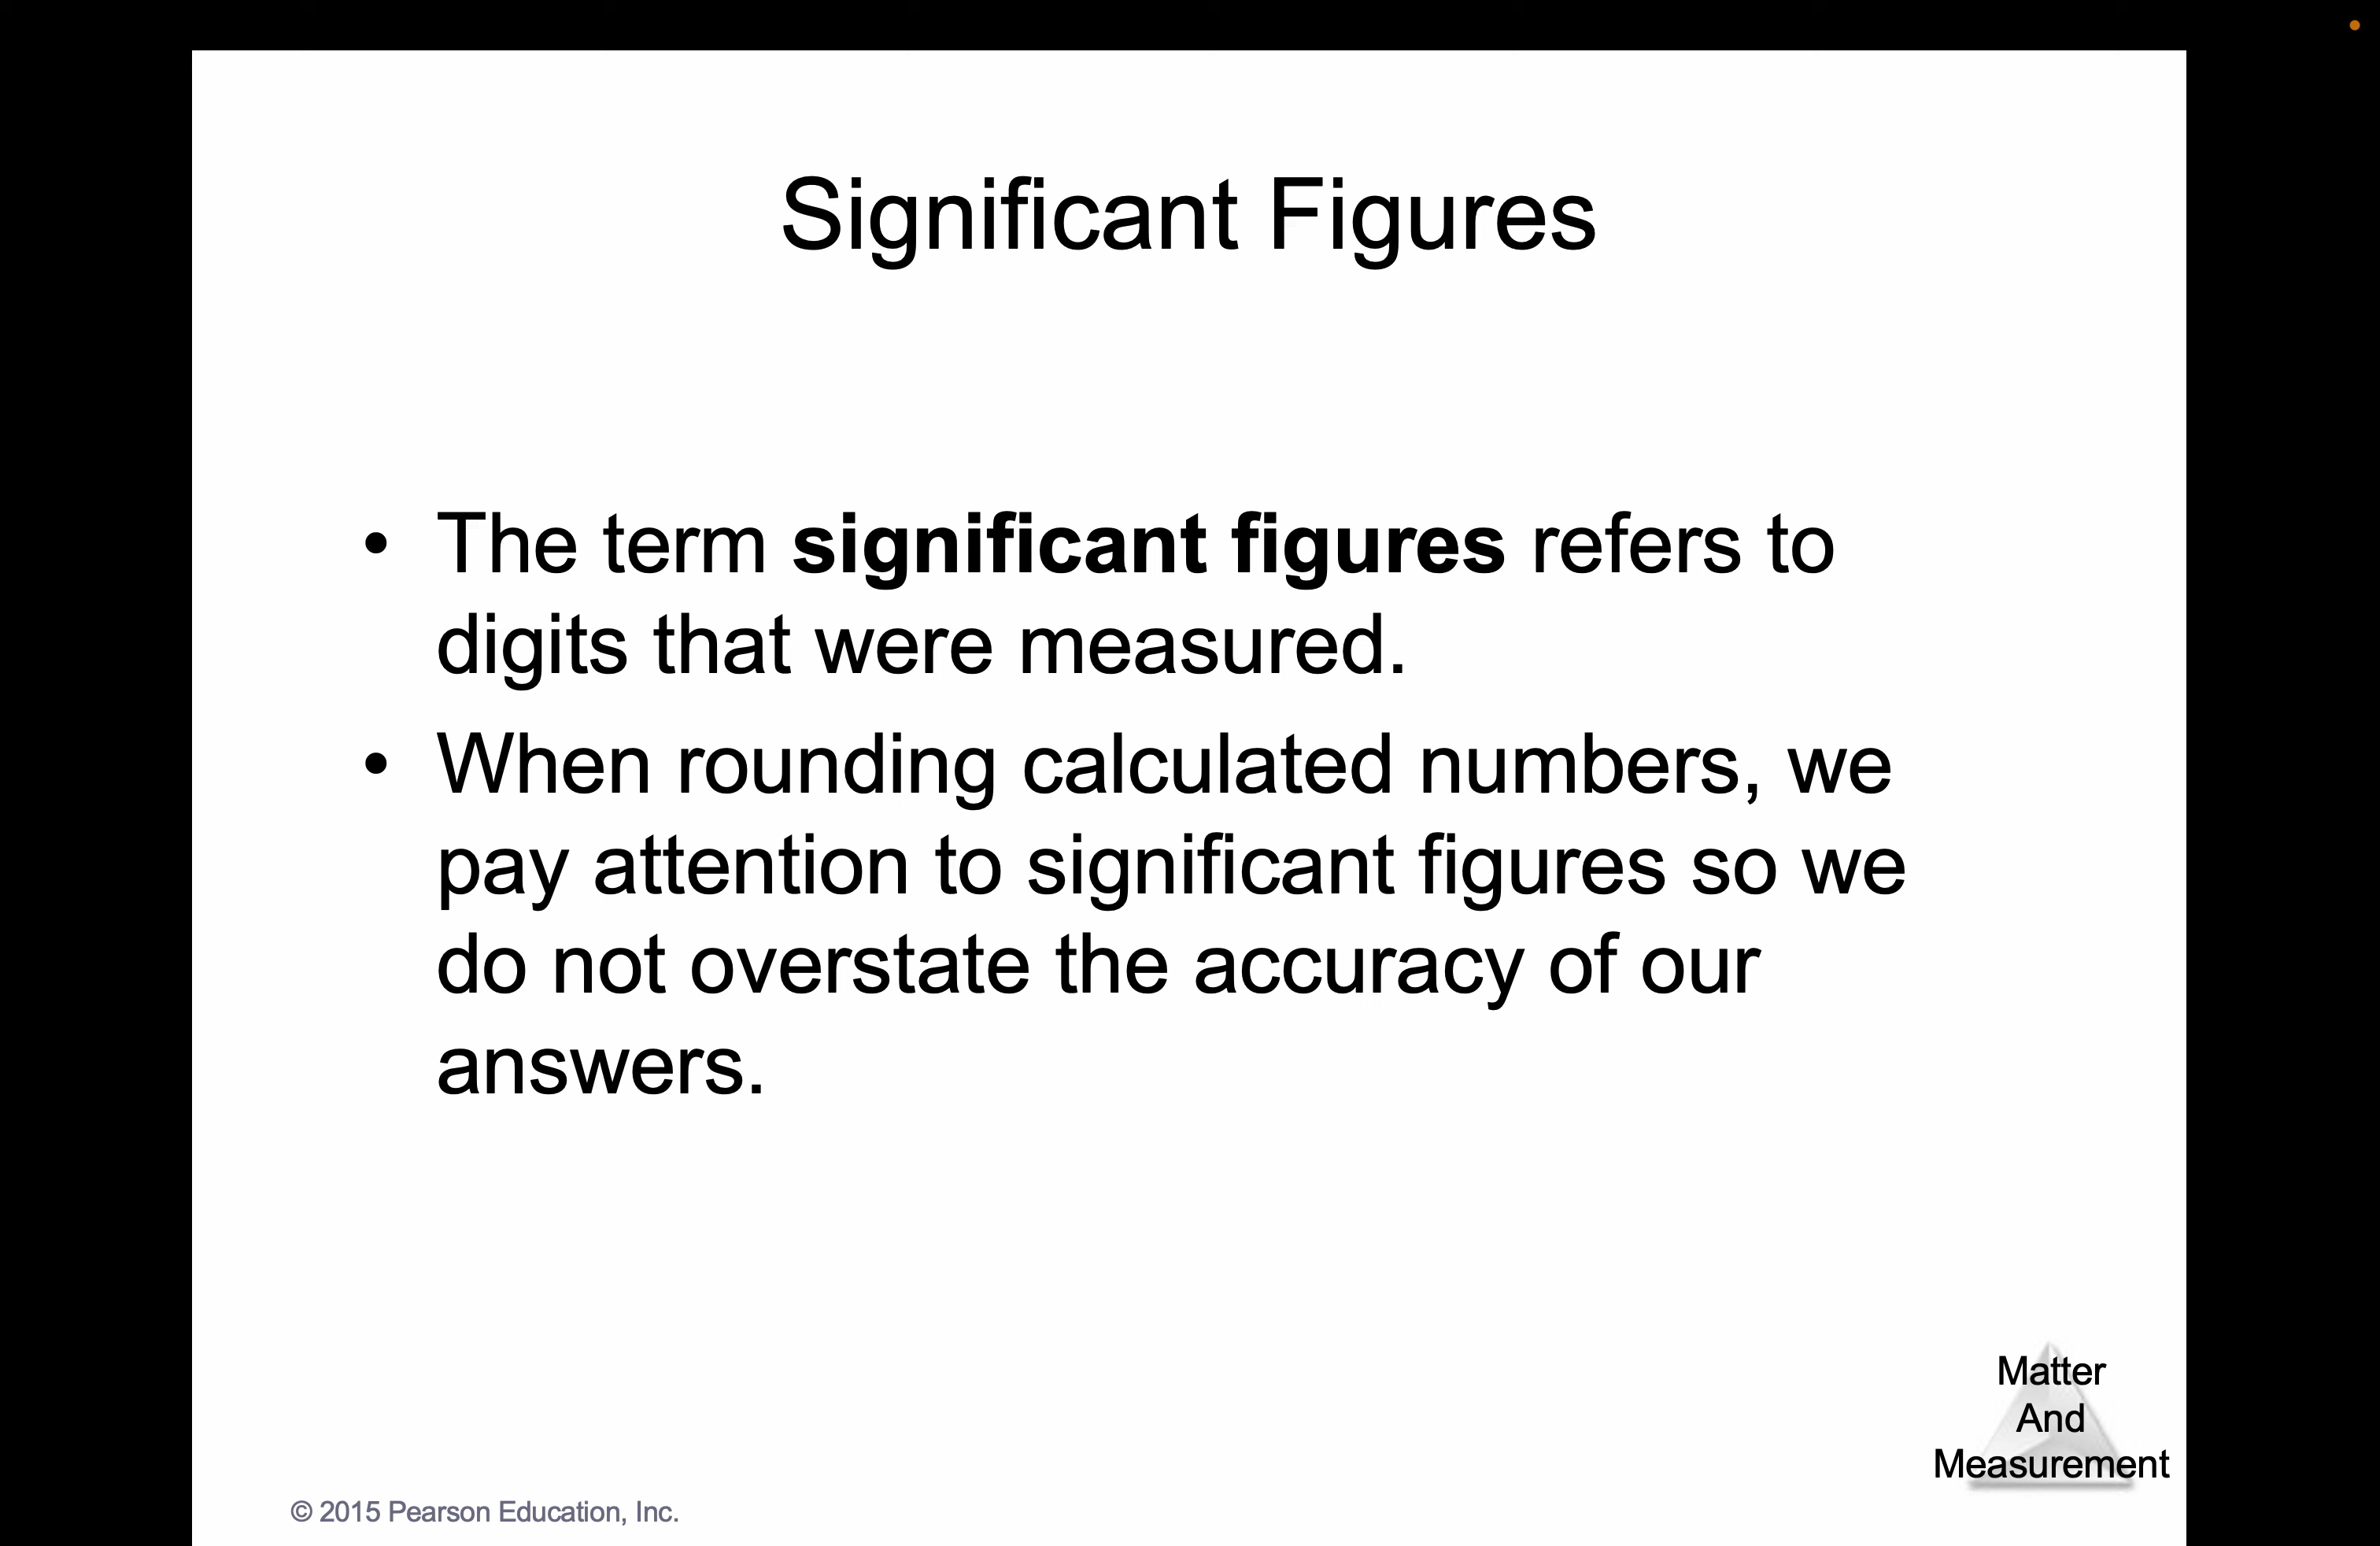 Significant Figures
• The term significant figures refers to
digits that were measured.
• When rounding calculated numbers, we
pay attention to significant figures so we
do not overstate the accuracy of our
answers.
Matter
And
Measurement
© 2015 Pearson Education, Inc.